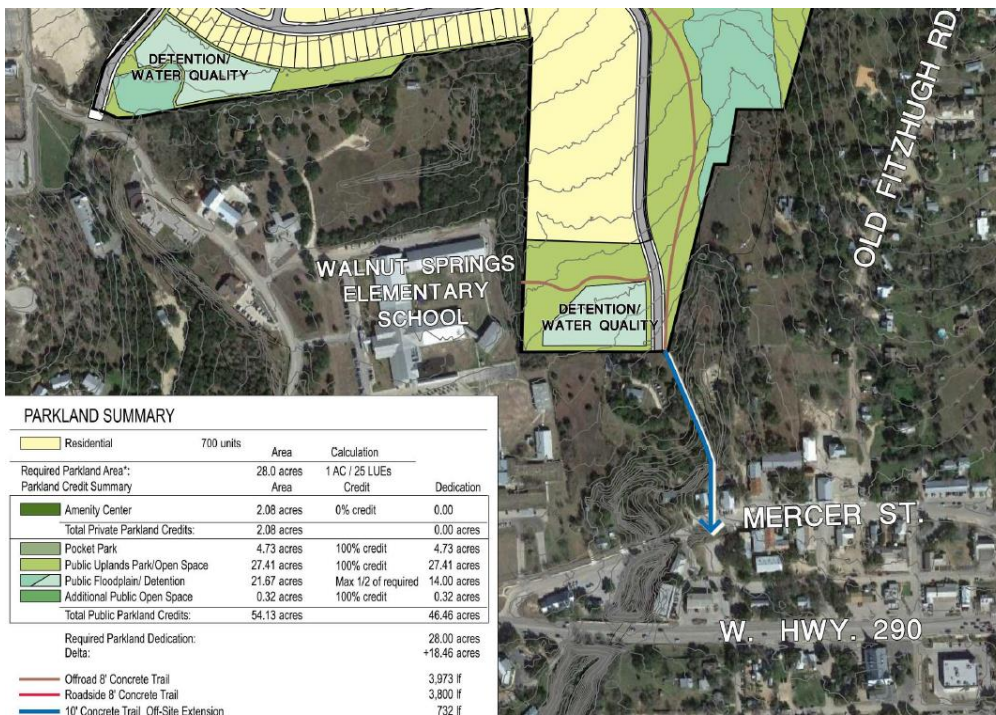 DETENTION/
WATER QUALITY
OLD FITZHUGH RD.
WALNUT SPRINGS
ELEMENTARY
SCHOOL
DETENTION/
WATER QUALITY
MERCER ST.
W. HWY. 290
PARKLAND SUMMARY
Residential 700 units
Area Calculation
Required Parkland Area*: 28.0 acres 1 AC / 25 LUEs
Parkland Credit Summary Area Credit Dedication
Amenity Center 2.08 acres 0% credit 0.00
Total Private Parkland Credits: 2.08 acres 0.00 acres
Pocket Park 4.73 acres 100% credit 4.73 acres
Public Uplands Park/Open Space 27.41 acres 100% credit 27.41 acres
Public Floodplain/ Detention 21.67 acres Max 1/2 of required 14.00 acres
Additional Public Open Space 0.32 acres 100% credit 0.32 acres
Total Public Parkland Credits: 54.13 acres 46.46 acres
Required Parkland Dedication: 28.00 acres
Delta: +18.46 acres
Offroad 8' Concrete Trail 3,973 lf
Roadside 8' Concrete Trail 3,800 lf
10' Concrete Trail Off-Site Extension 732 lf